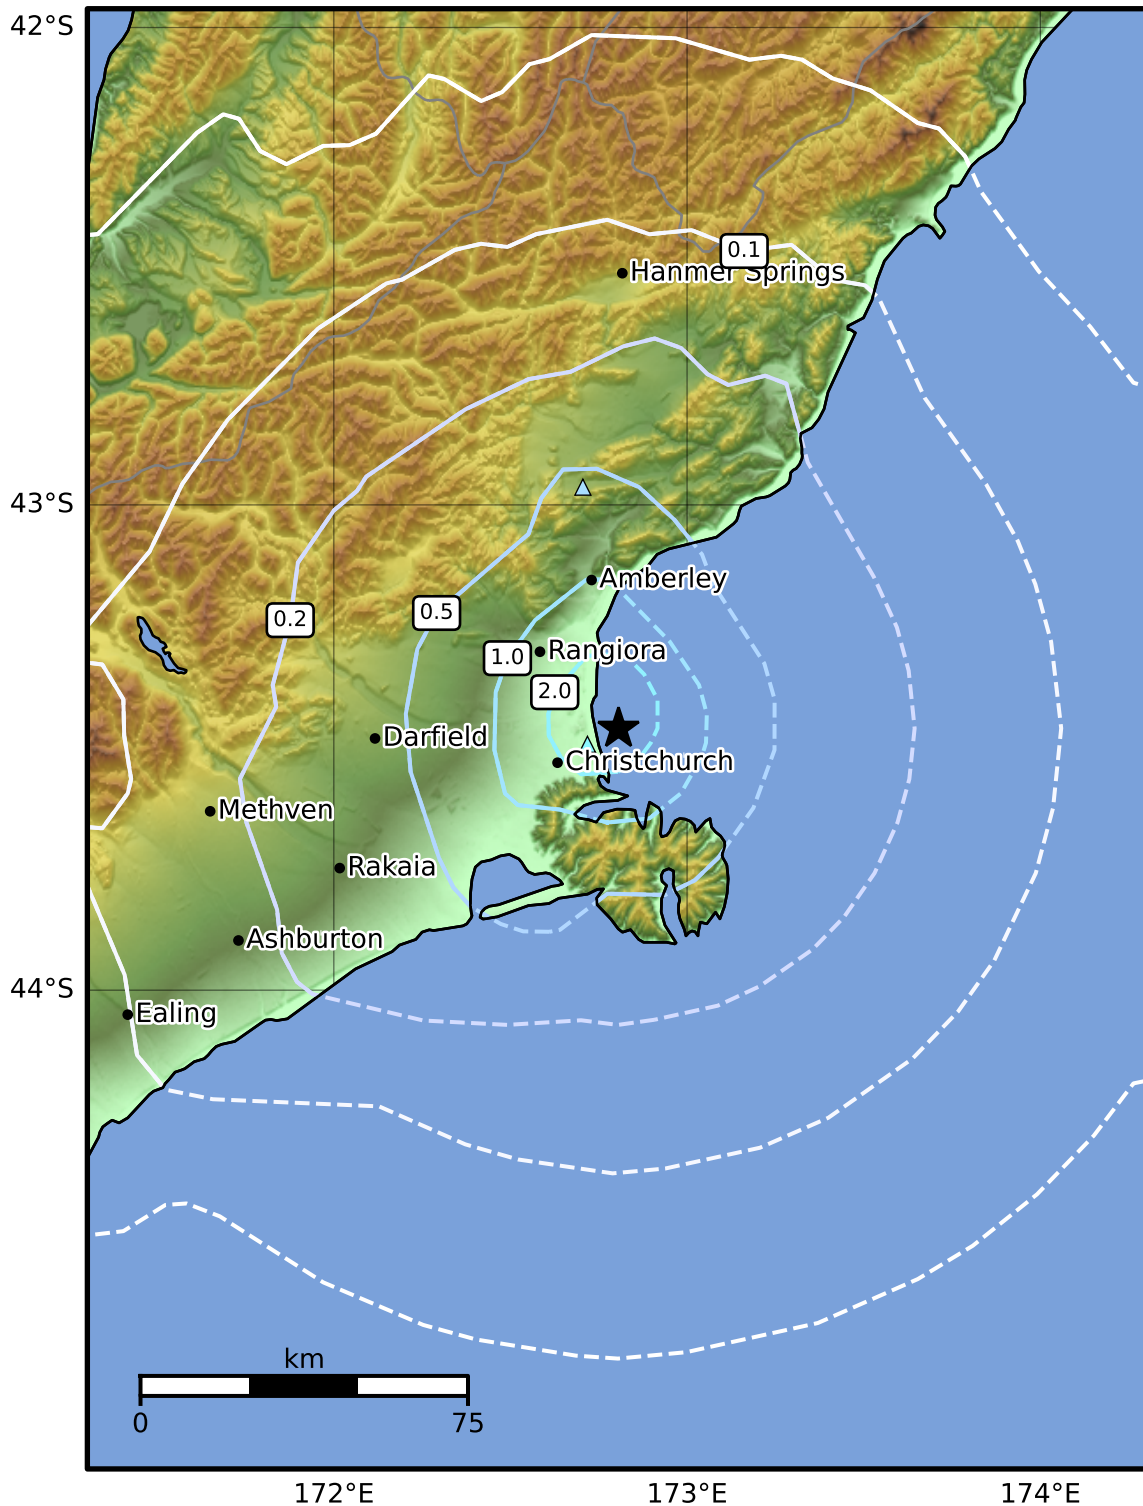 42°S
0.1
Hanmer Springs
43°S
Amberley
0.5
0.2
Rangiora
1.0
2.0
Darfield
Christchurch
Methven
Rakaia
Ashburton
44°S
Ealing
km
0 75
172°E 173°E 174°E